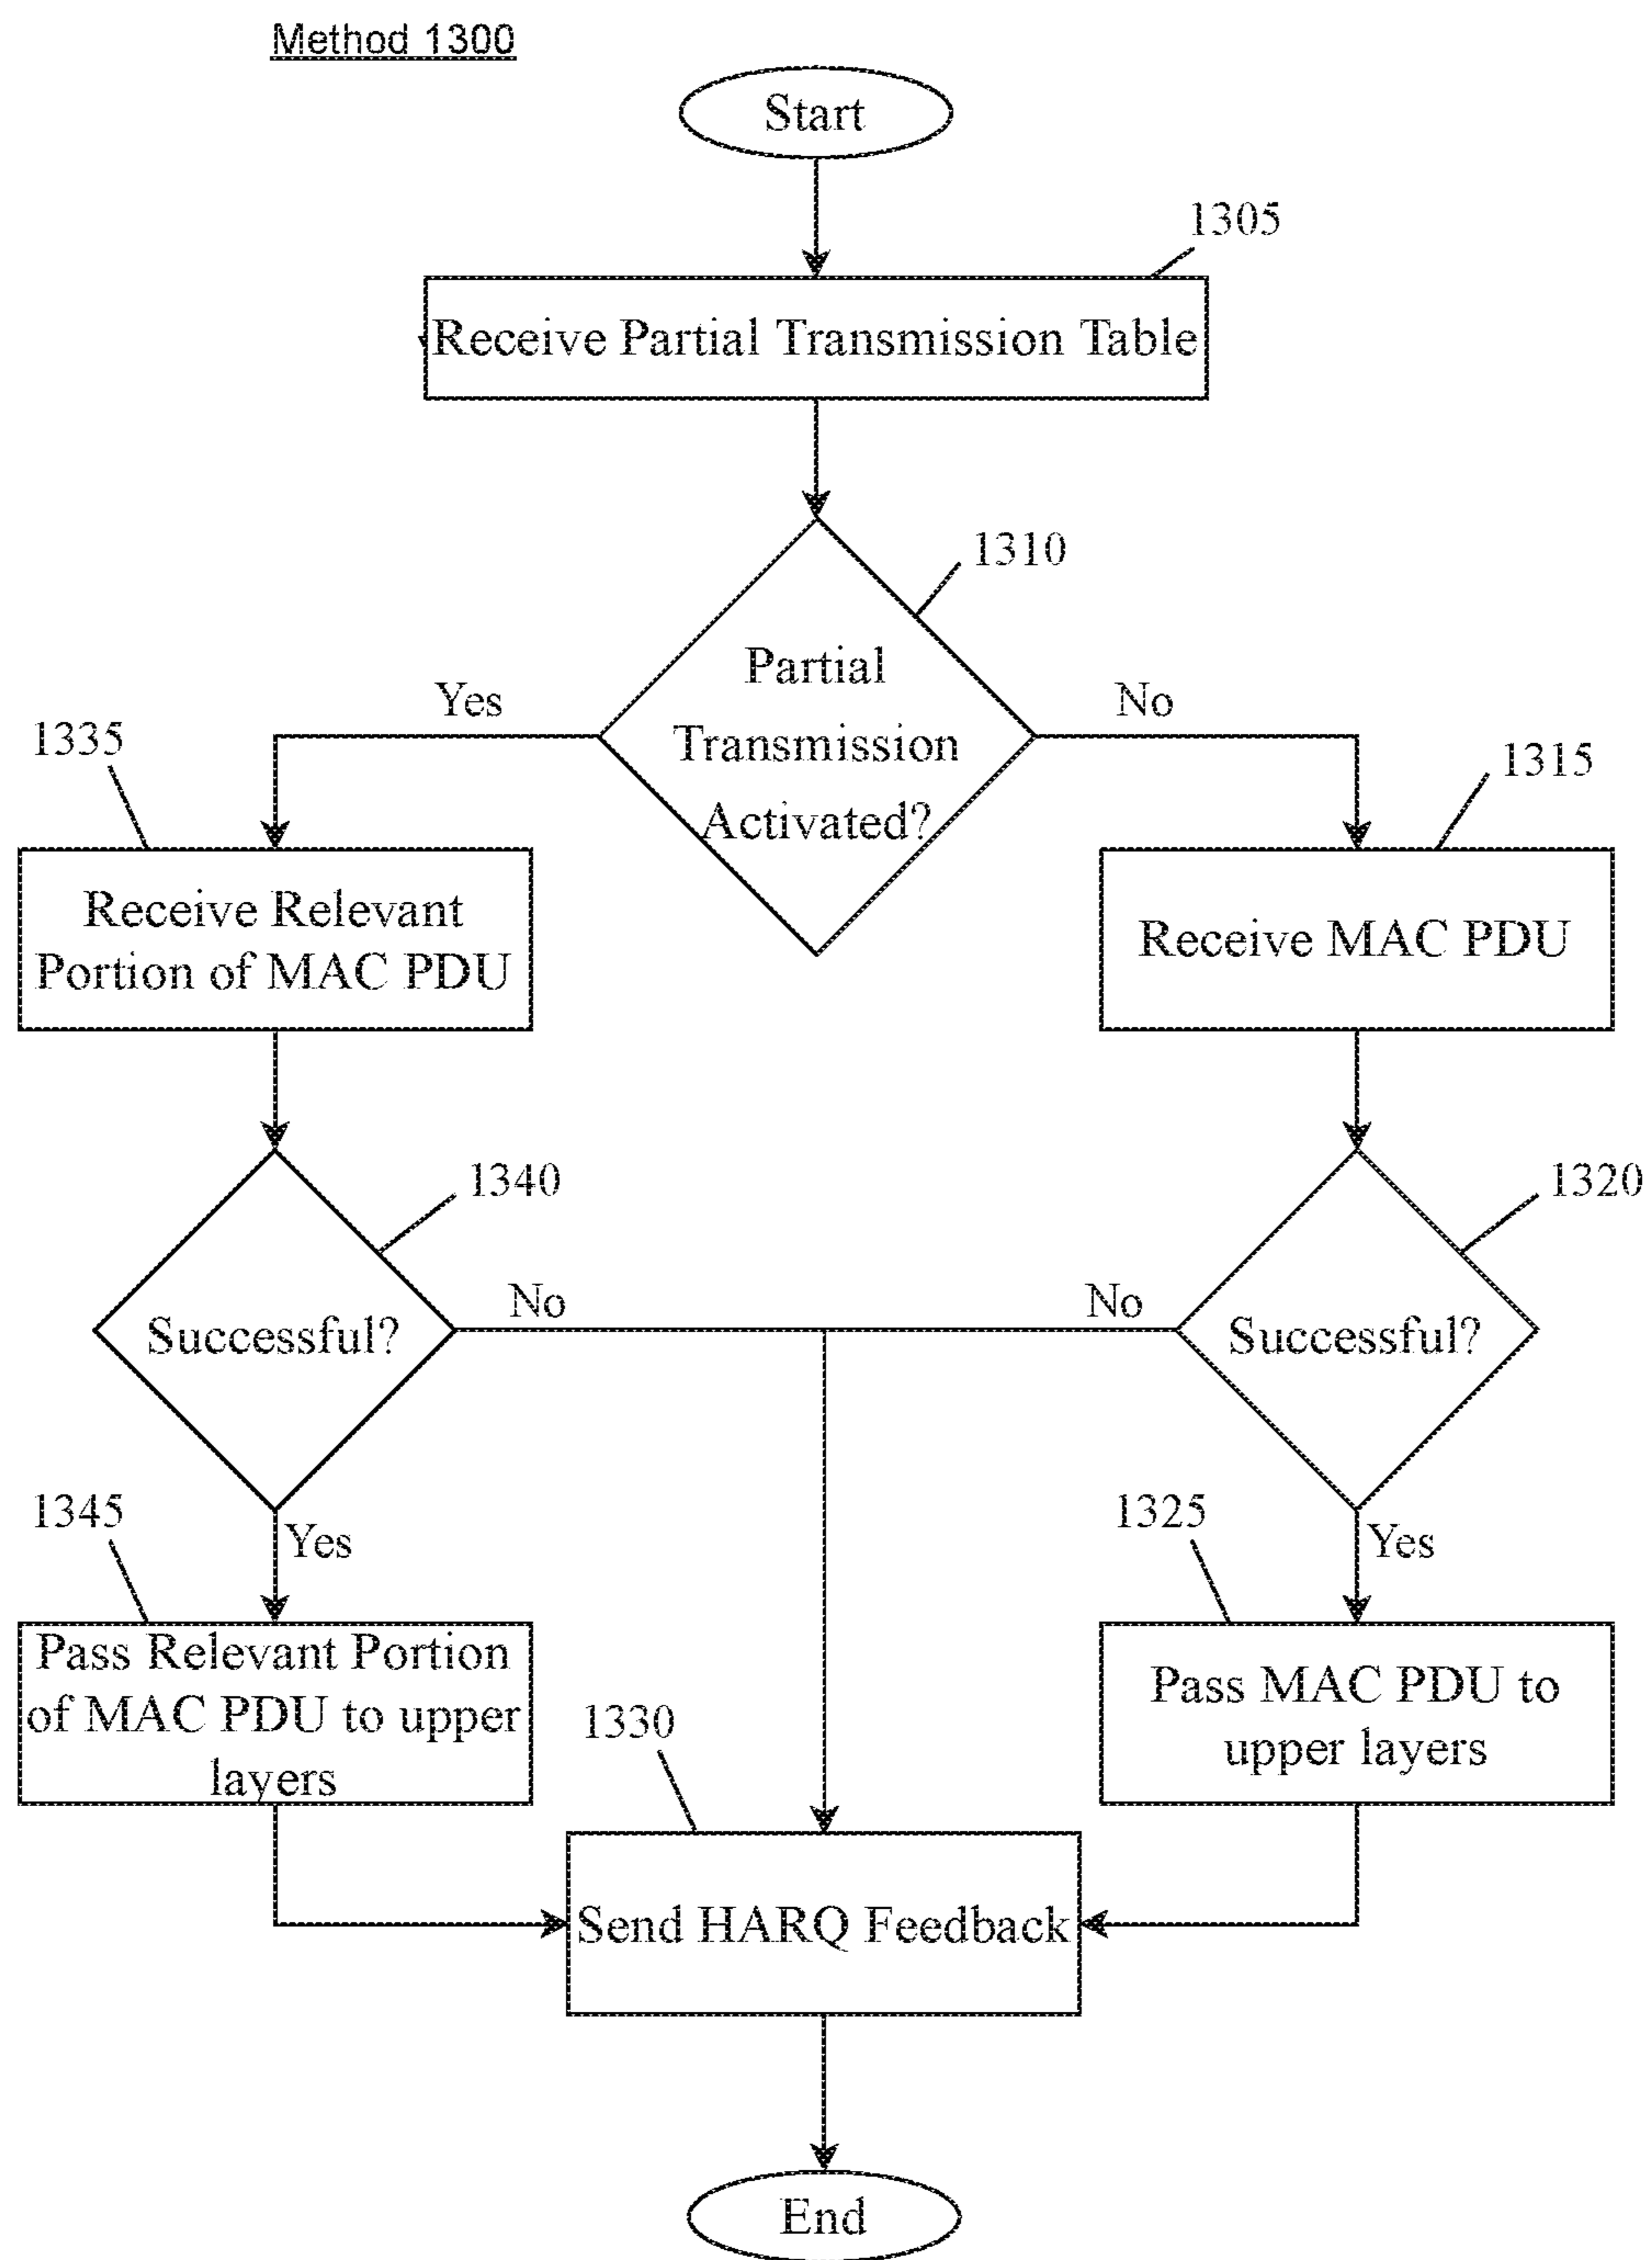 Method 1300
Start
1305
Receive Partial Transmission Table
1310
Partial
Transmission
Activated?
Yes
No
1335
1315
Receive Relevant
Portion of MAC PDU
Receive MAC PDU
1340
1320
Successful?
No
No
Successful?
1345
Yes
1325
Yes
Pass Relevant Portion
of MAC PDU to upper
layers
1330
Pass MAC PDU to
upper layers
Send HARQ Feedback
End